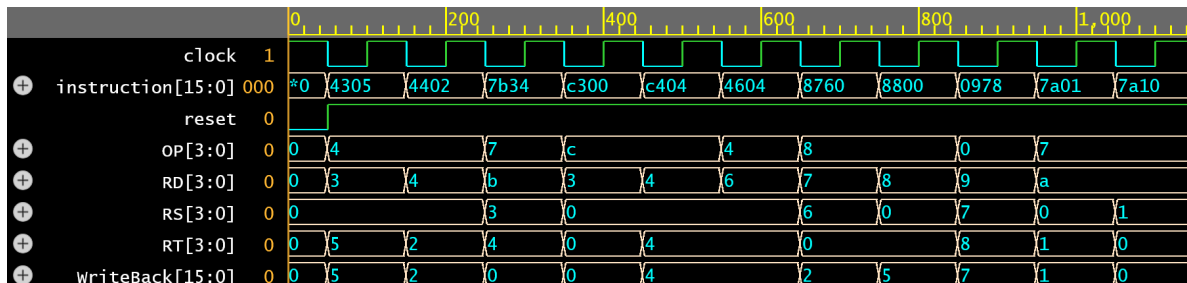 0 200 400 600 800 1,000
clock 1
instruction[15:0] 000 *0 4305 4402 7b34 c300 c404 4604 8760 8800 0978 7a01 7a10
reset 0
OP[3:0] 0 0 4 7 c 4 8 0 7
RD[3:0] 0 0 3 4 b 3 4 6 7 8 9 a
RS[3:0] 0 0 3 0 6 0 7 0 1
RT[3:0] 0 0 5 2 4 0 4 0 8 1 0
WriteBack[15:0] 0 0 5 2 0 0 4 2 5 7 1 0